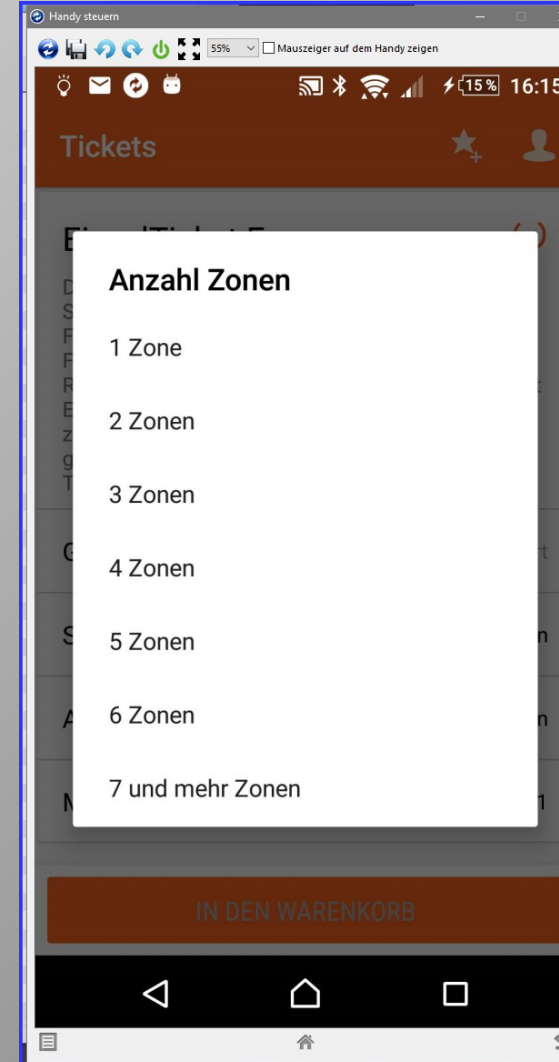 Handy steuern
55%
Mauszeiger auf dem Handy zeigen
15% 16:15
Tickets
Anzahl Zonen
1 Zone
2 Zonen
3 Zonen
4 Zonen
5 Zonen
6 Zonen
7 und mehr Zonen
1
IN DEN WARENKORB